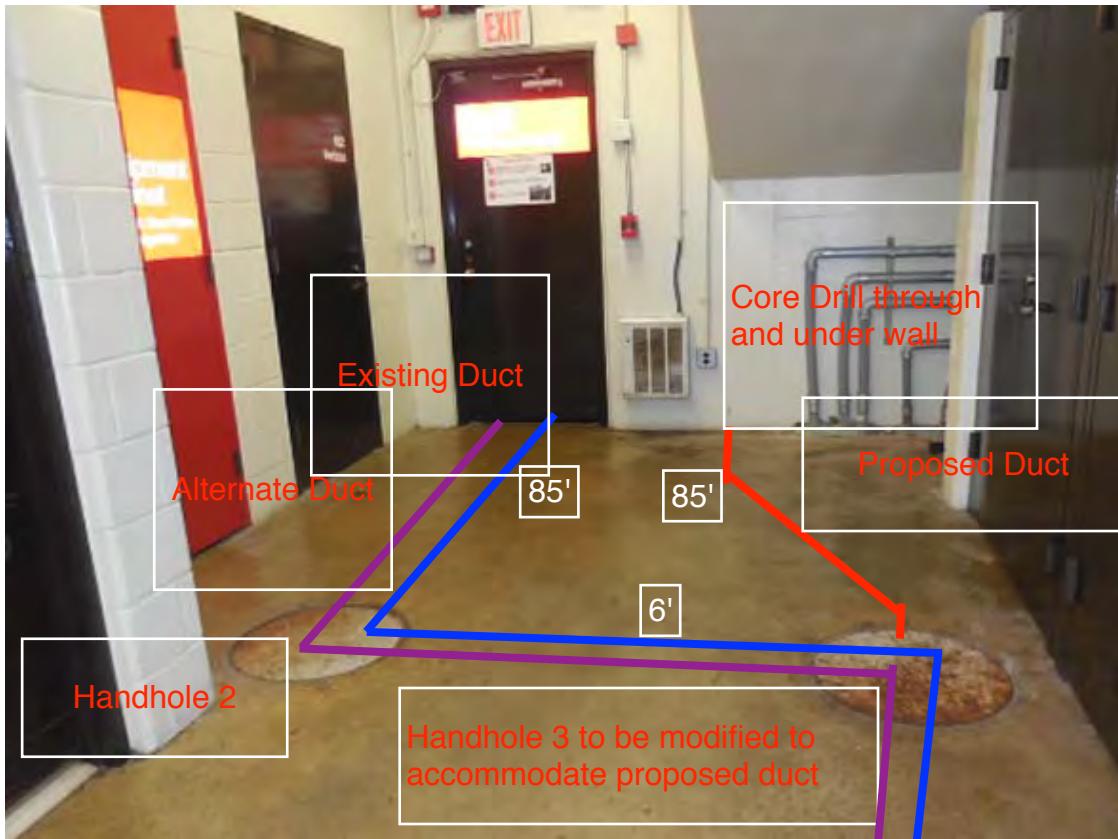 EXIT
Core Drill through
and under wall
Existing Duct
Proposed Duct
Alternate Duct
85'
85'
6'
Handhole 2
Handhole 3 to be modified to
accommodate proposed duct